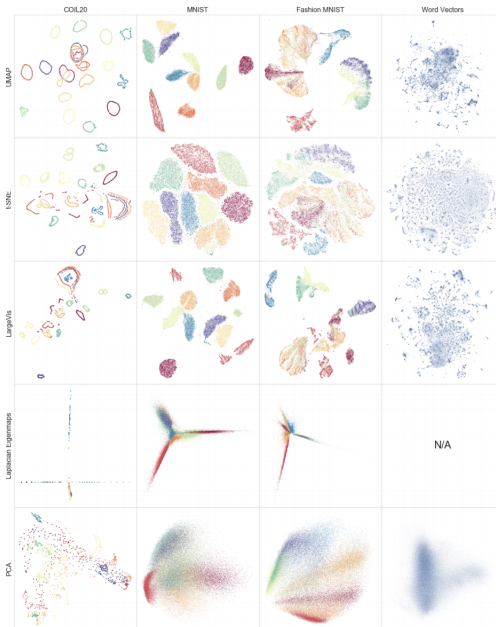 COIL20 MNIST Fashion MNIST Word Vectors
UMAP
t-SNE
LargeVis
Laplacian Eigenmaps
N/A
PCA